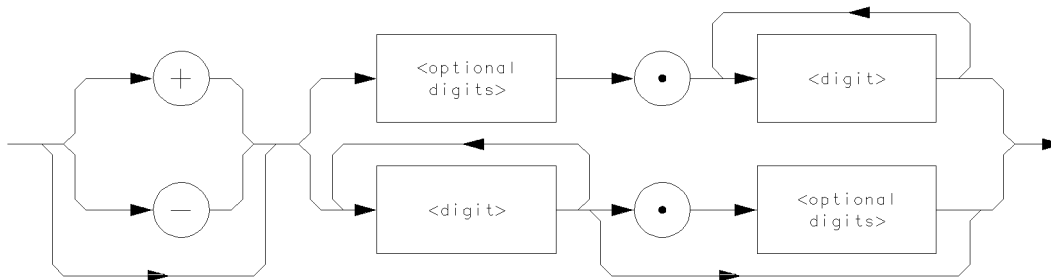 +
<optional
digits>
•
<digit>
−
<digit>
•
<optional
digits>